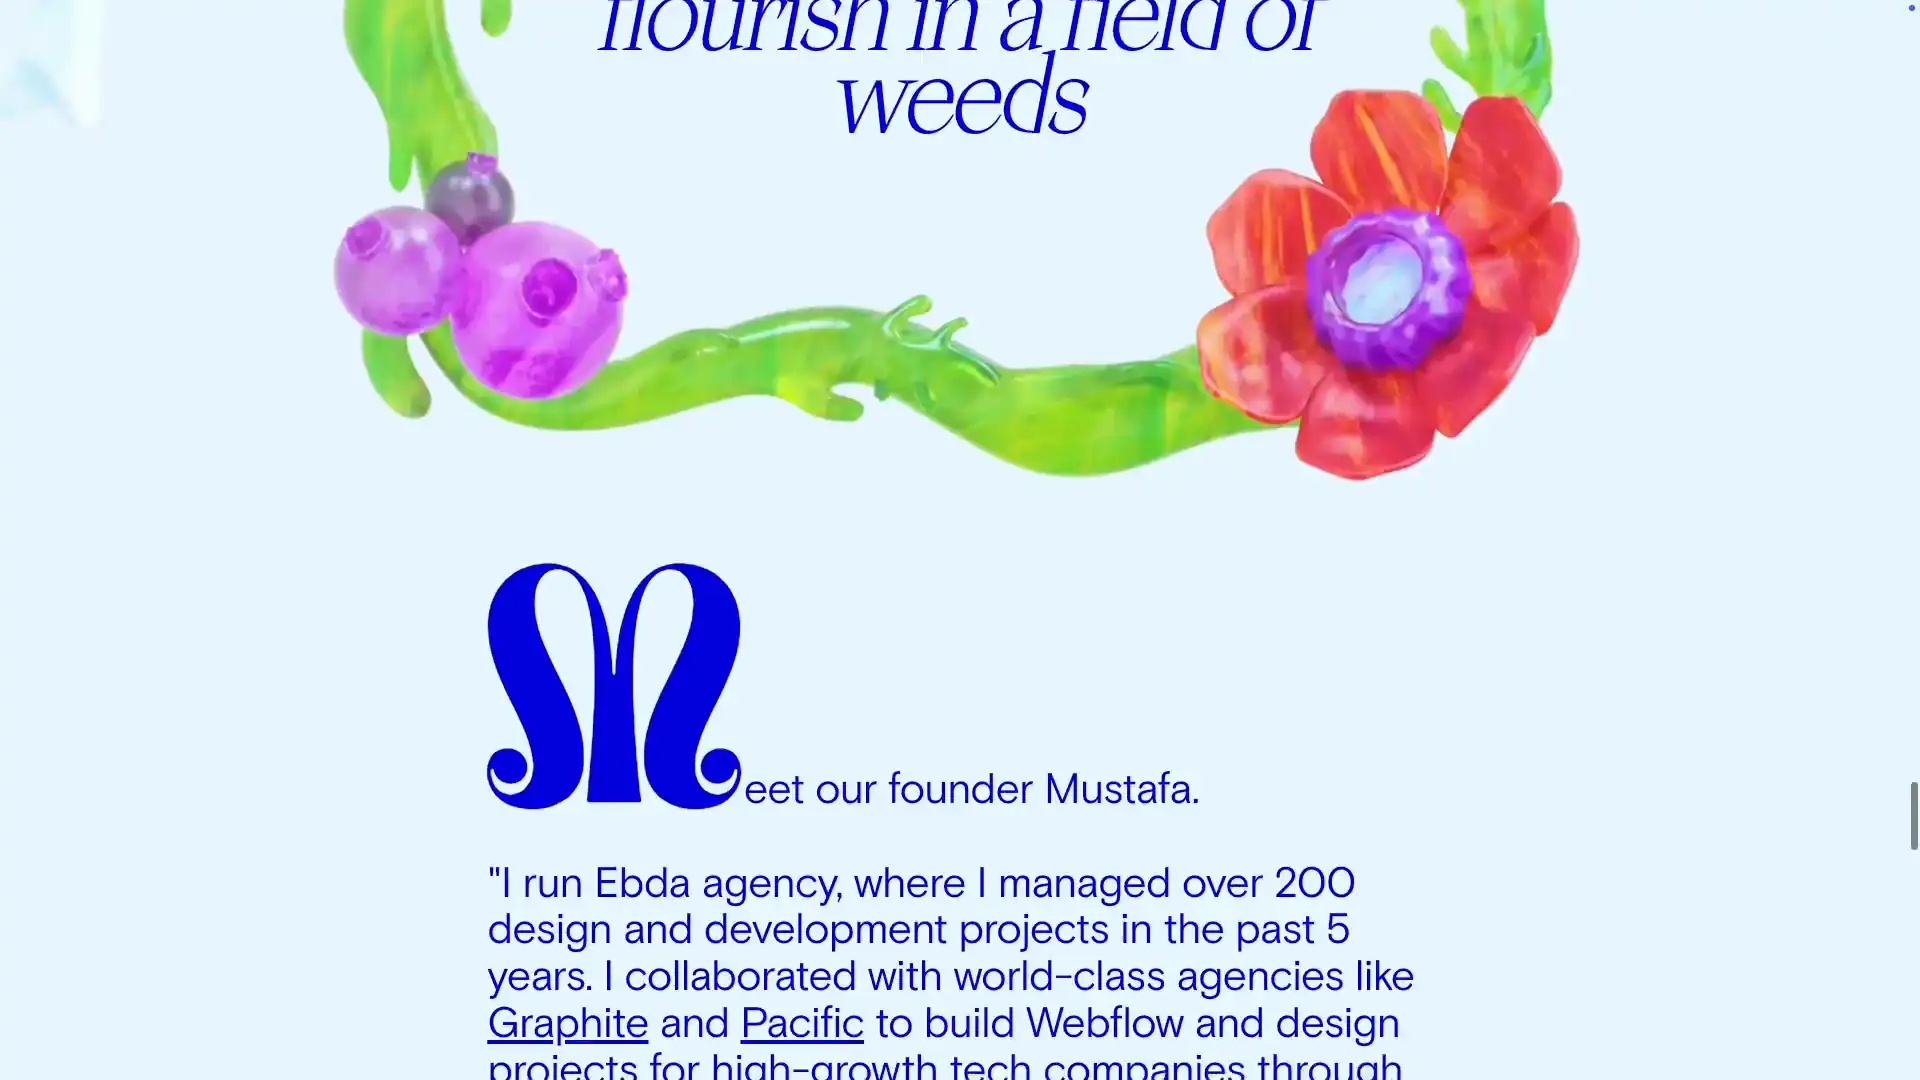 flourish in a field of
weeds
Meet our founder Mustafa.
"I run Ebda agency, where I managed over 200
design and development projects in the past 5
years. I collaborated with world-class agencies like
Graphite and Pacific to build Webflow and design
projects for high-growth tech companies through